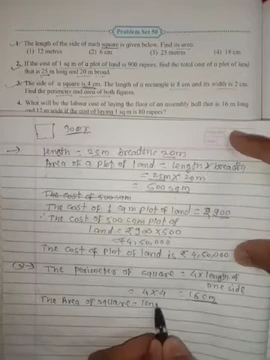 Problem Set 50
1. The length of the side of each square is given below. Find its area.
(1) 12 metres (2) 6 cm (3) 25 metres (4) 18 cm
2. If the cost of 1 sq m of a plot of land is 900 rupees, find the total cost of a plot of land
that is 25 m long and 20 m broad.
3. The side of a square is 4 cm. The length of a rectangle is 8 cm and its width is 2 cm.
Find the perimeter and area of both figures.
4. What will be the labour cost of laying the floor of an assembly hall that is 16 m long
and 12 m wide if the cost of laying 1 sq m is 80 rupees?
length - 25m breadth = 20m
Area of a plot of land = length x breadth
= 25m x 20m
= 500 sqm
The cost of 500
The cost of 1 sqm plot of land = ₹ 900
The cost of 500 sqm plot of
land = ₹ 900 x 500
= ₹ 4,50,000
The cost of plot of land is ₹ 4,50,000
The perimeter of square = 4 x length of
one side
= 4 x 4 = 16cm
The Area of square = leng